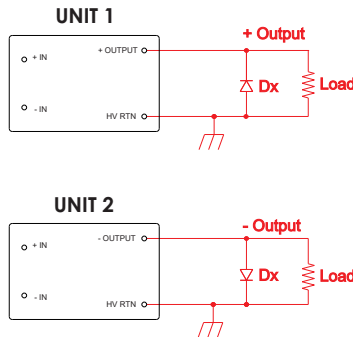 UNIT 1
+ OUTPUT
+ Output
+ IN
Dx
Load
- IN
HV RTN
UNIT 2
- OUTPUT
- Output
+ IN
Dx
Load
- IN
HV RTN